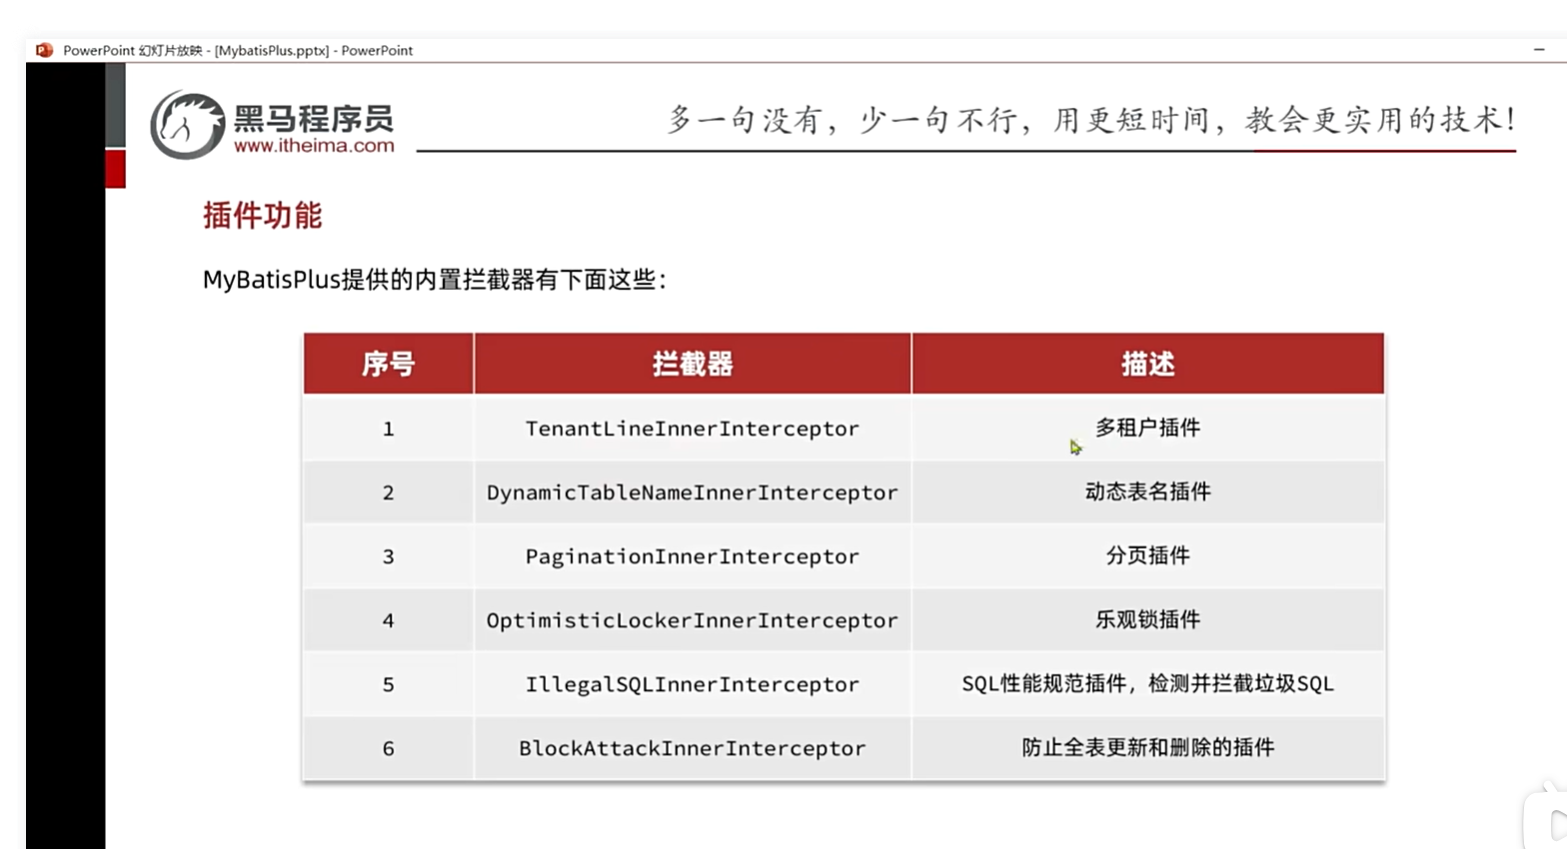 PowerPoint 幻灯片放映 - [MybatisPlus.pptx] - PowerPoint
黑马程序员
www.itheima.com
多一句没有，少一句不行，用更短时间，教会更实用的技术！
插件功能
MyBatisPlus提供的内置拦截器有下面这些：
序号 拦截器 描述
1 TenantLineInnerInterceptor 多租户插件
2 DynamicTableNameInnerInterceptor 动态表名插件
3 PaginationInnerInterceptor 分页插件
4 OptimisticLockerInnerInterceptor 乐观锁插件
5 IllegalSQLInnerInterceptor SQL性能规范插件，检测并拦截垃圾SQL
6 BlockAttackInnerInterceptor 防止全表更新和删除的插件